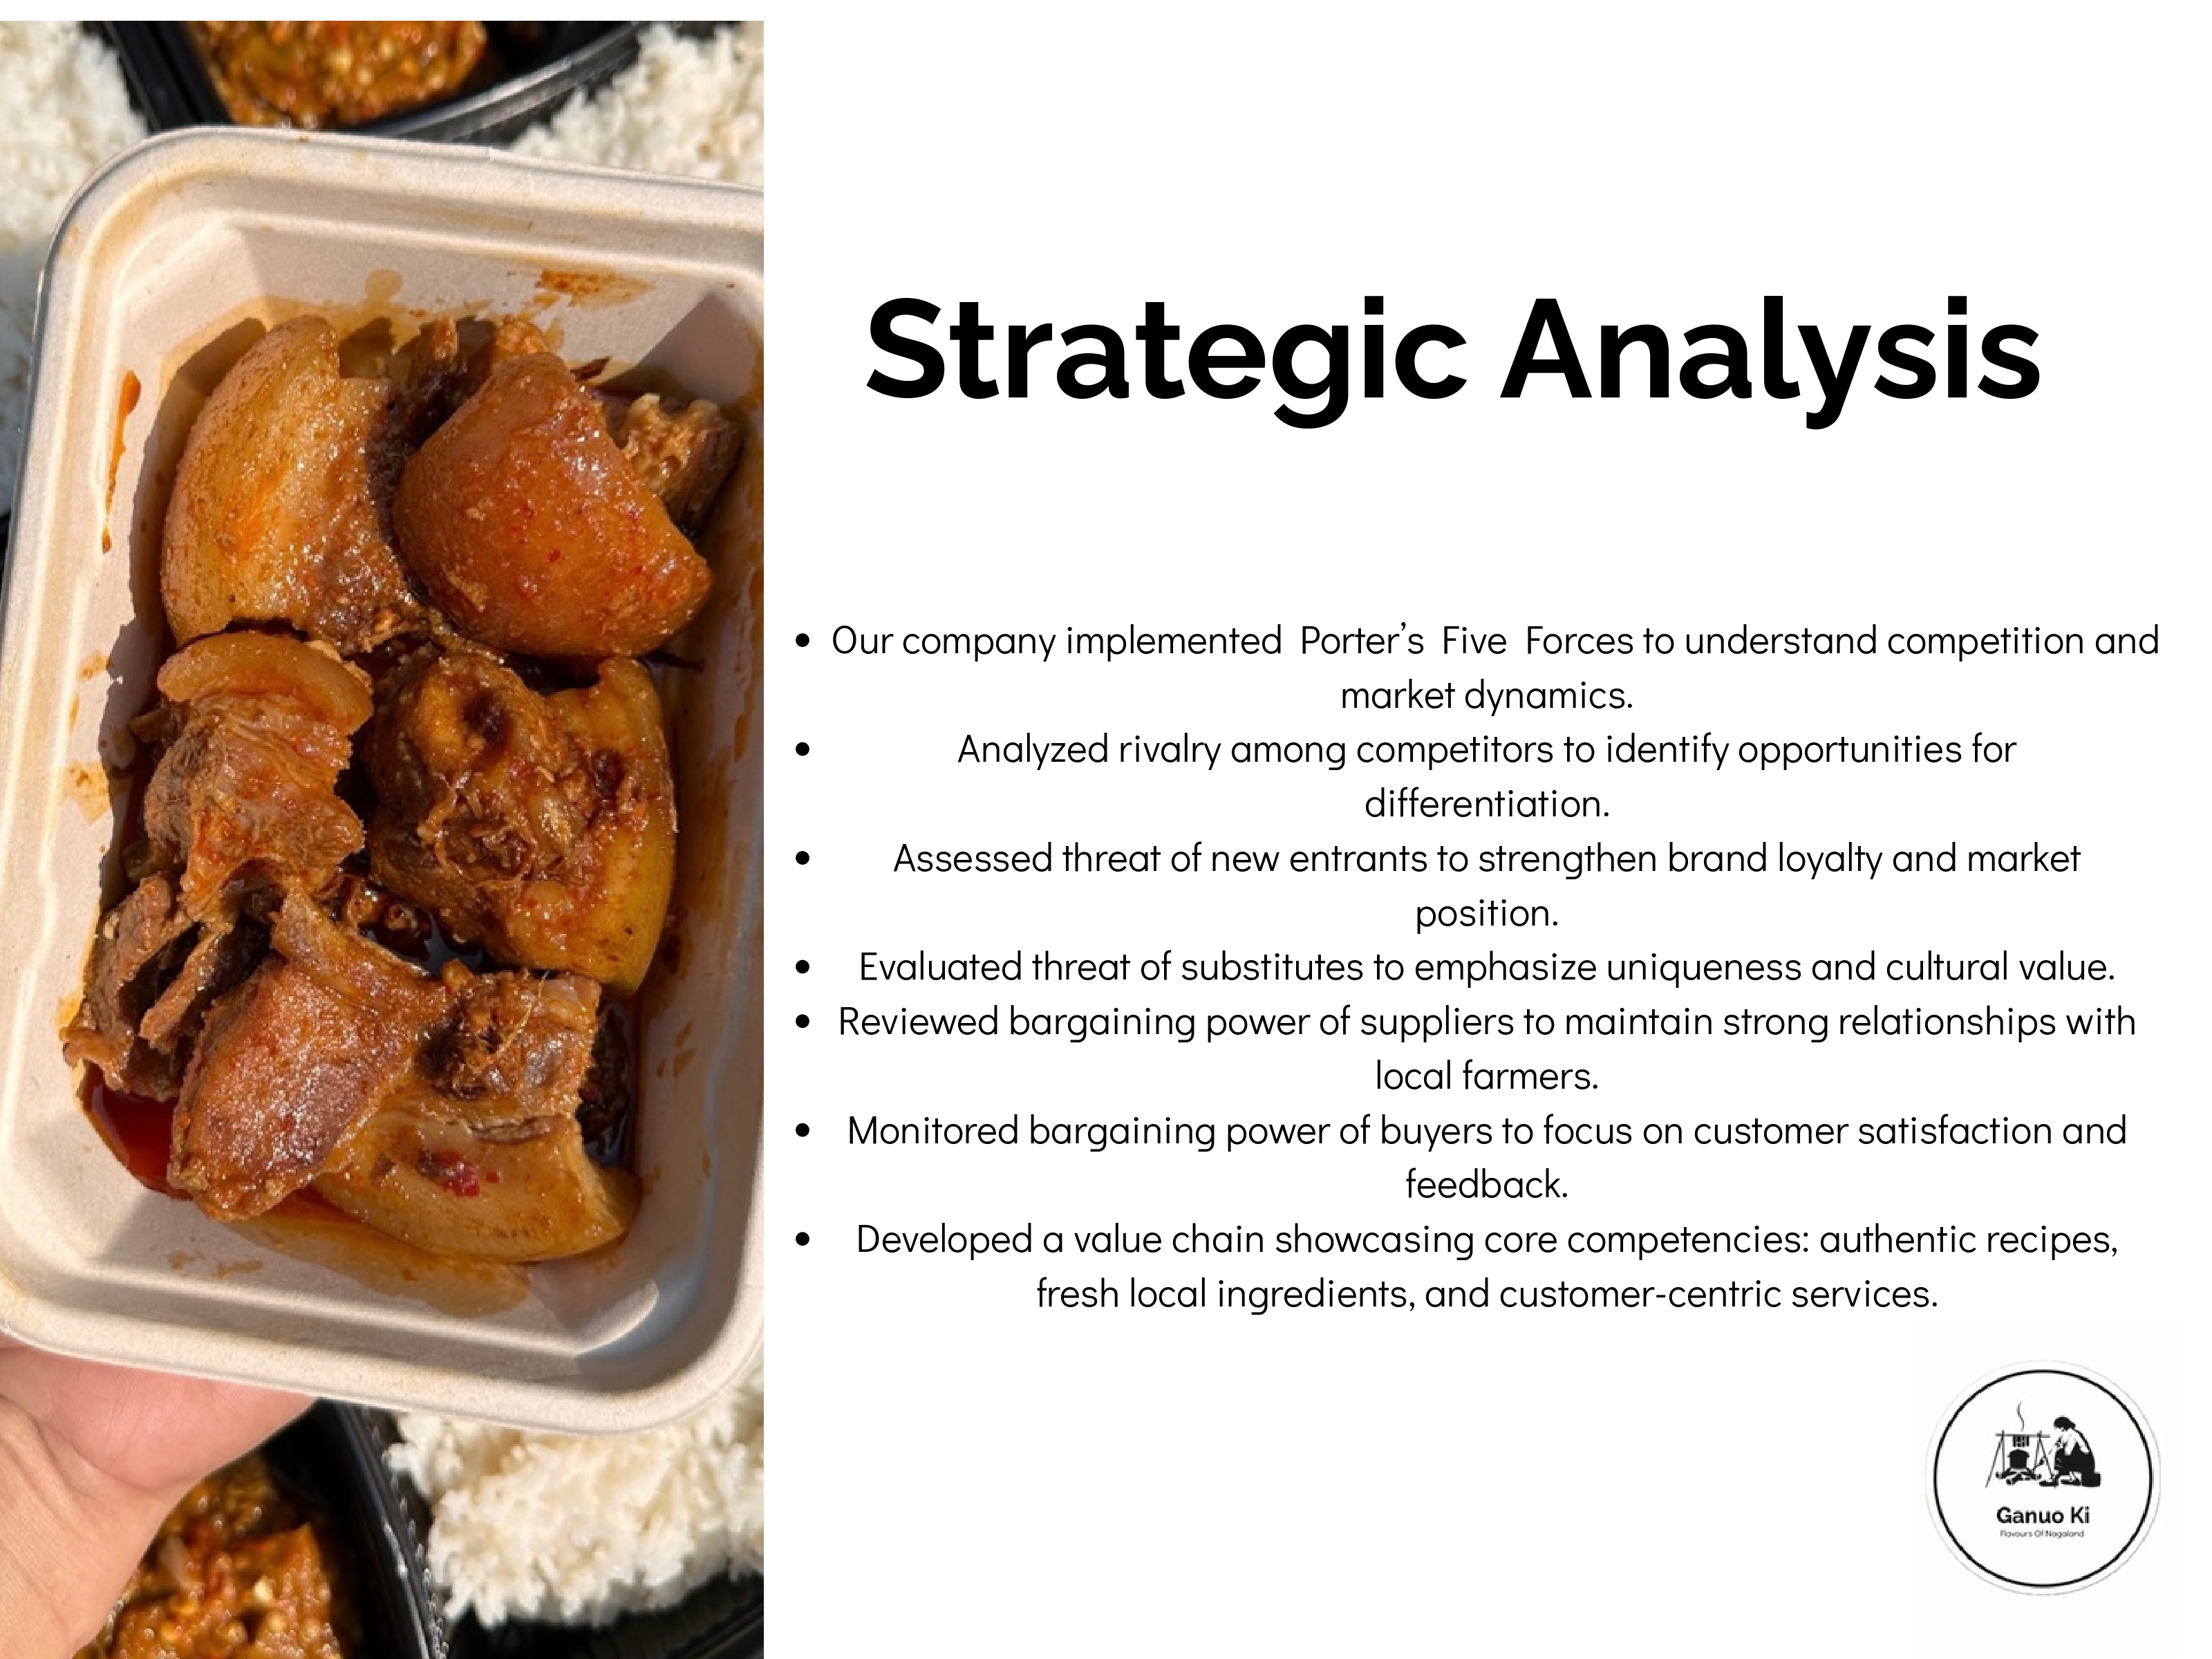 Strategic Analysis
• Our company implemented Porter’s Five Forces to understand competition and
market dynamics.
• Analyzed rivalry among competitors to identify opportunities for
differentiation.
• Assessed threat of new entrants to strengthen brand loyalty and market
position.
• Evaluated threat of substitutes to emphasize uniqueness and cultural value.
• Reviewed bargaining power of suppliers to maintain strong relationships with
local farmers.
• Monitored bargaining power of buyers to focus on customer satisfaction and
feedback.
• Developed a value chain showcasing core competencies: authentic recipes,
fresh local ingredients, and customer-centric services.
Ganuo Ki
Flavours Of Nagaland